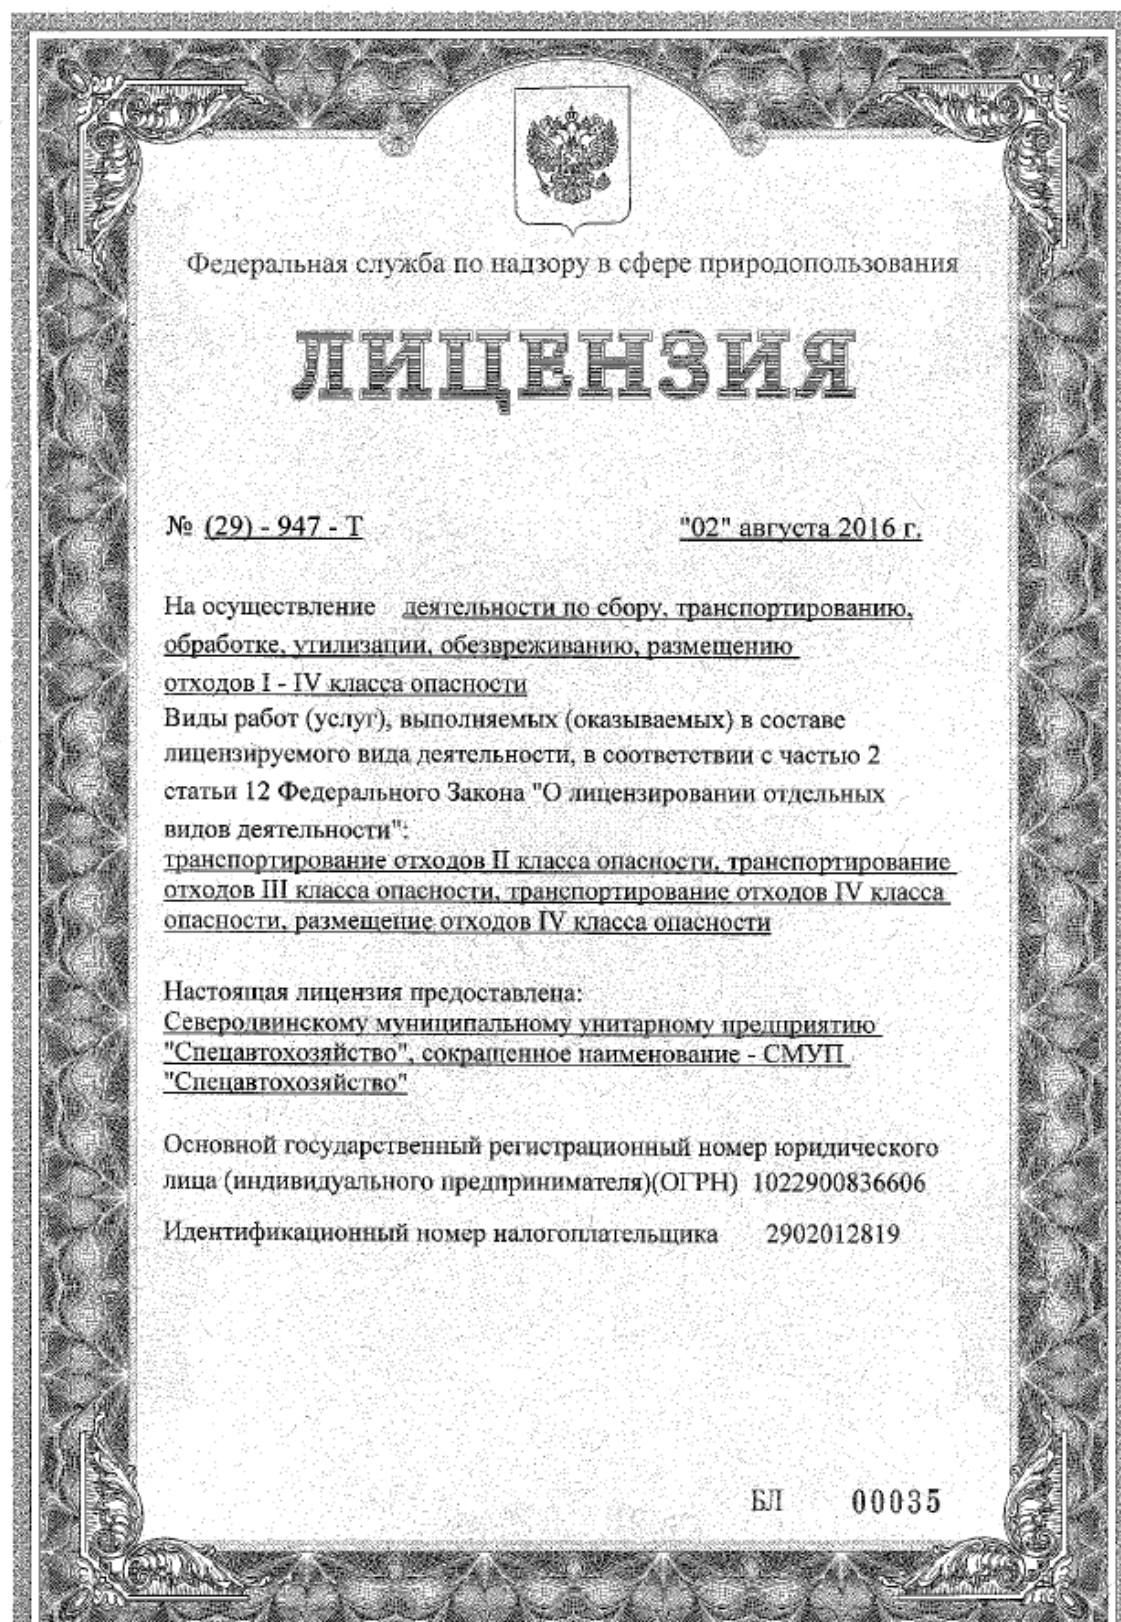 Федеральная служба по надзору в сфере природопользования
ЛИЦЕНЗИЯ
№ (29) - 947 - Т "02" августа 2016 г.
На осуществление деятельности по сбору, транспортированию,
обработке, утилизации, обезвреживанию, размещению
отходов I - IV класса опасности
Виды работ (услуг), выполняемых (оказываемых) в составе
лицензируемого вида деятельности, в соответствии с частью 2
статьи 12 Федерального Закона "О лицензировании отдельных
видов деятельности":
транспортирование отходов II класса опасности, транспортирование
отходов III класса опасности, транспортирование отходов IV класса
опасности, размещение отходов IV класса опасности
Настоящая лицензия предоставлена:
Северодвинскому муниципальному унитарному предприятию
"Спецавтохозяйство", сокращенное наименование - СМУП
"Спецавтохозяйство"
Основной государственный регистрационный номер юридического
лица (индивидуального предпринимателя)(ОГРН) 1022900836606
Идентификационный номер налогоплательщика 2902012819
БЛ 00035